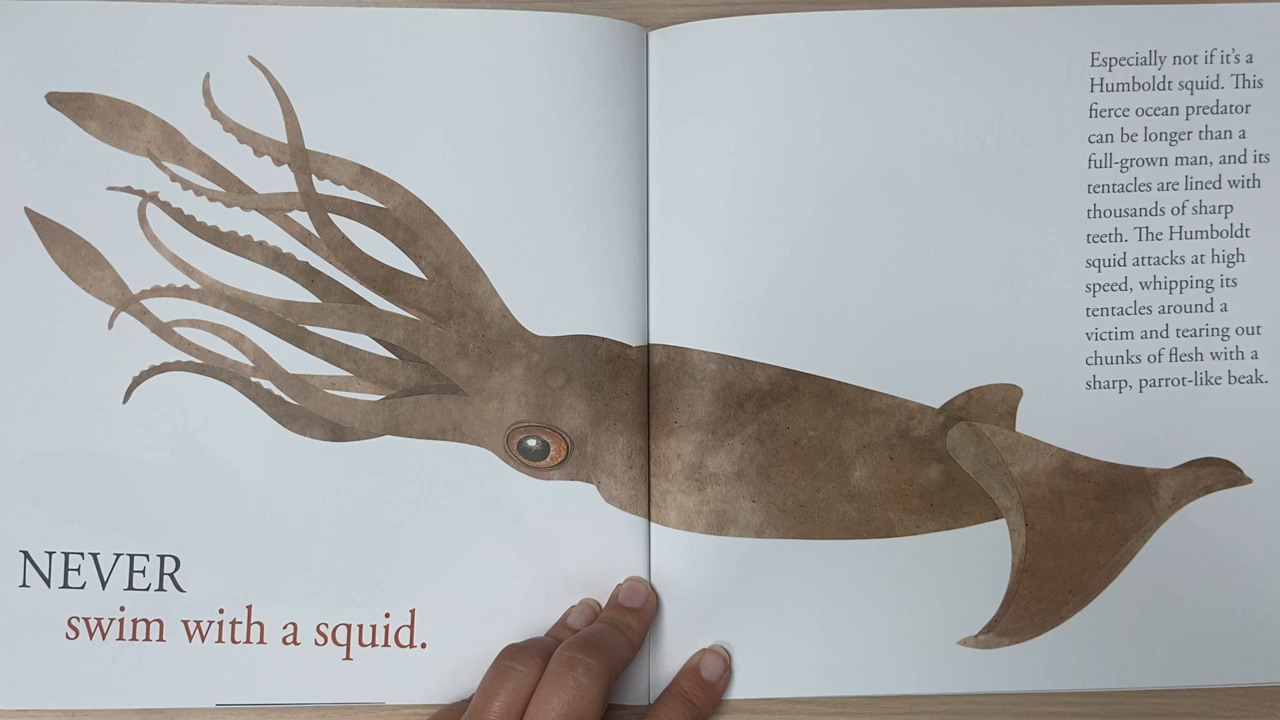 NEVER
swim with a squid.
Especially not if it's a
Humboldt squid. This
fierce ocean predator
can be longer than a
full-grown man, and its
tentacles are lined with
thousands of sharp
teeth. The Humboldt
squid attacks at high
speed, whipping its
tentacles around a
victim and tearing out
chunks of flesh with a
sharp, parrot-like beak.